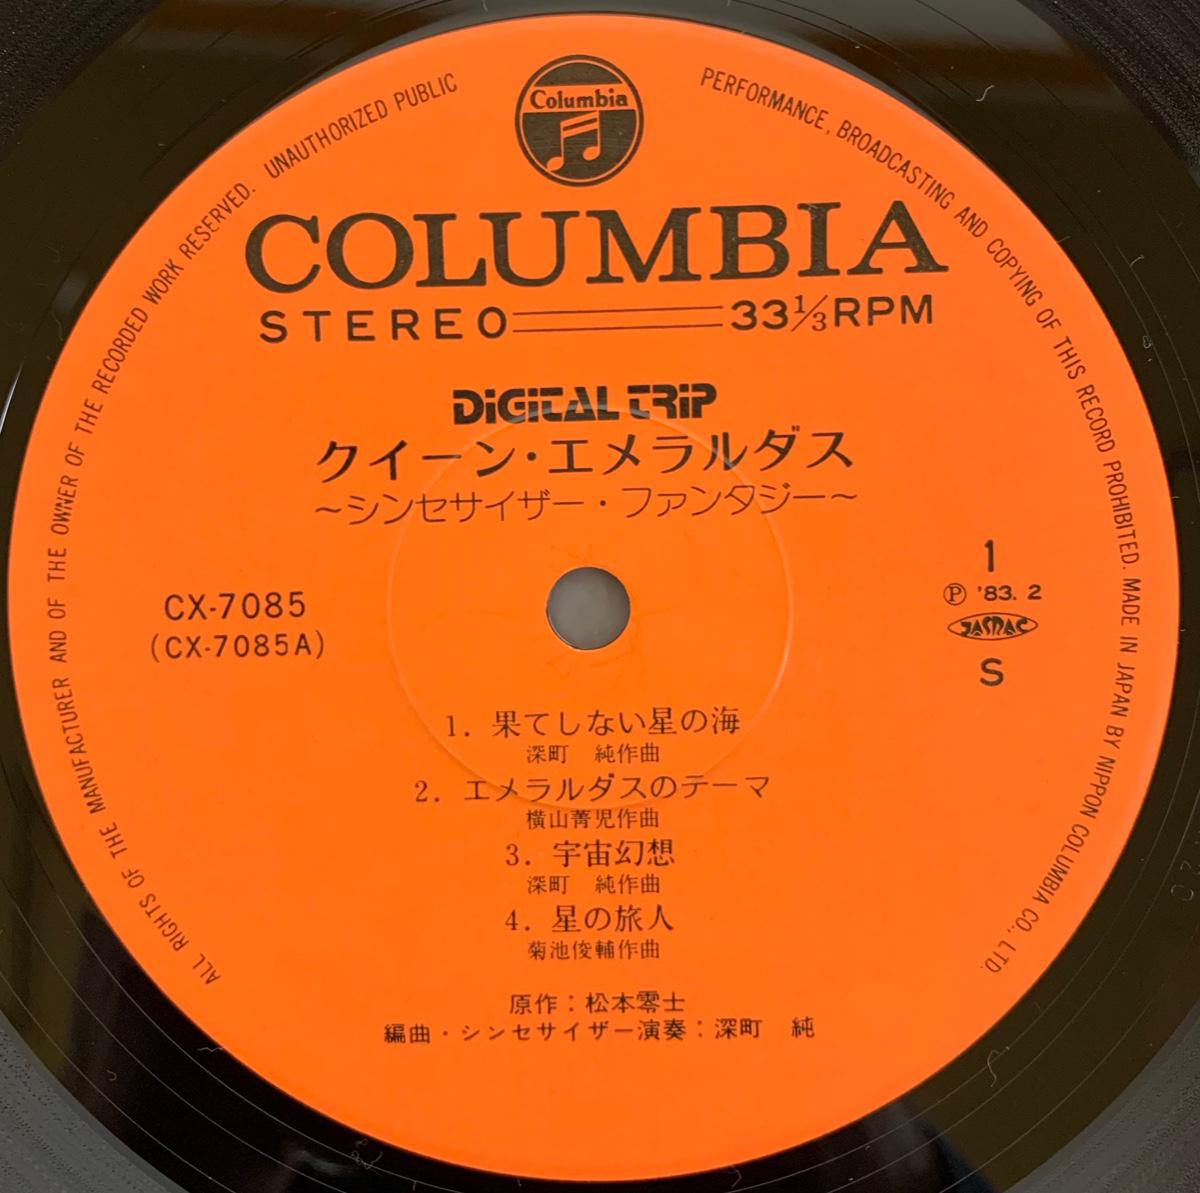 Columbia
ALL RIGHTS OF THE MANUFACTURER AND OF THE OWNER OF THE RECORDED WORK RESERVED. UNAUTHORIZED PUBLIC PERFORMANCE, BROADCASTING AND COPYING OF THIS RECORD PROHIBITED. MADE IN JAPAN BY NIPPON COLUMBIA CO., LTD.
COLUMBIA
STEREO 33 1/3 RPM
DiGiTAL TRiP
クイーン・エメラルダス
～シンセサイザー・ファンタジー～
CX-7085
(CX-7085A)
1
Ⓟ '83. 2
JASRAC
S
1. 果てしない星の海
深町 純作曲
2. エメラルダスのテーマ
横山菁児作曲
3. 宇宙幻想
深町 純作曲
4. 星の旅人
菊池俊輔作曲
原作：松本零士
編曲・シンセサイザー演奏：深町 純